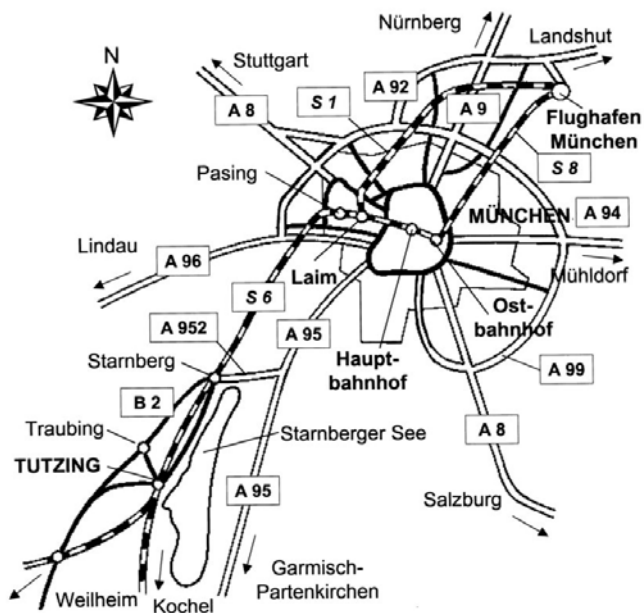 Nürnberg
Landshut
N
Stuttgart
A 92
A 8
S 1
A 9
Flughafen
München
Pasing
S 8
MÜNCHEN
A 94
Lindau
A 96
Laim
Mühldorf
S 6
Ost-
bahnhof
A 952
A 95
Haupt-
bahnhof
Starnberg
A 99
B 2
Traubing
Starnberger See
A 8
TUTZING
A 95
Salzburg
Garmisch-
Partenkirchen
Weilheim
Kochel